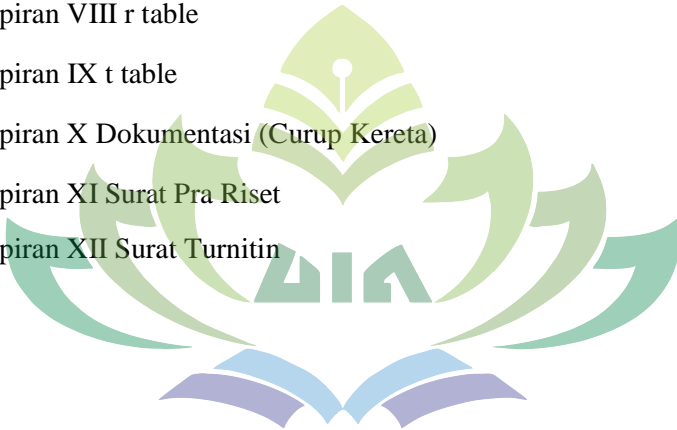 piran VIII r table
piran IX t table
piran X Dokumentasi (Curup Kereta)
piran XI Surat Pra Riset
piran XII Surat Turnitin
UIN